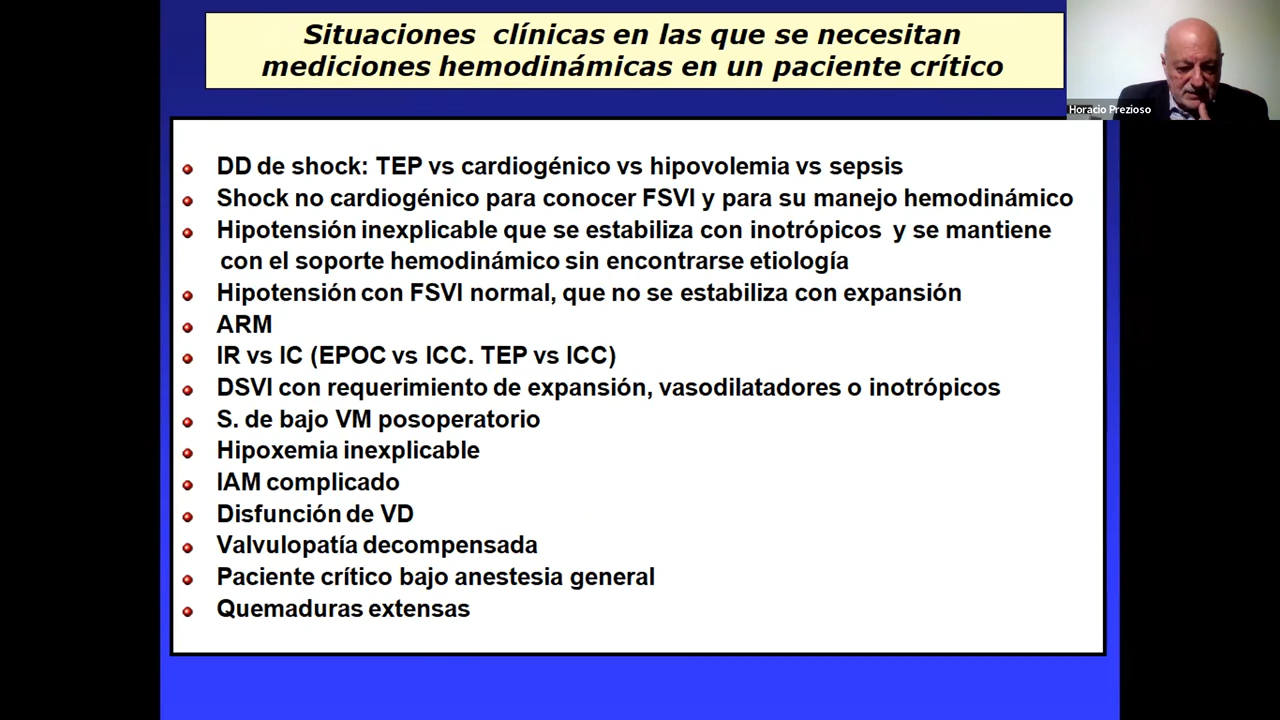 Situaciones clínicas en las que se necesitan
mediciones hemodinámicas en un paciente crítico
Horacio Prezioso
DD de shock: TEP vs cardiogénico vs hipovolemia vs sepsis
Shock no cardiogénico para conocer FSVI y para su manejo hemodinámico
Hipotensión inexplicable que se estabiliza con inotrópicos y se mantiene
con el soporte hemodinámico sin encontrarse etiología
Hipotensión con FSVI normal, que no se estabiliza con expansión
ARM
IR vs IC (EPOC vs ICC. TEP vs ICC)
DSVI con requerimiento de expansión, vasodilatadores o inotrópicos
S. de bajo VM posoperatorio
Hipoxemia inexplicable
IAM complicado
Disfunción de VD
Valvulopatía decompensada
Paciente crítico bajo anestesia general
Quemaduras extensas